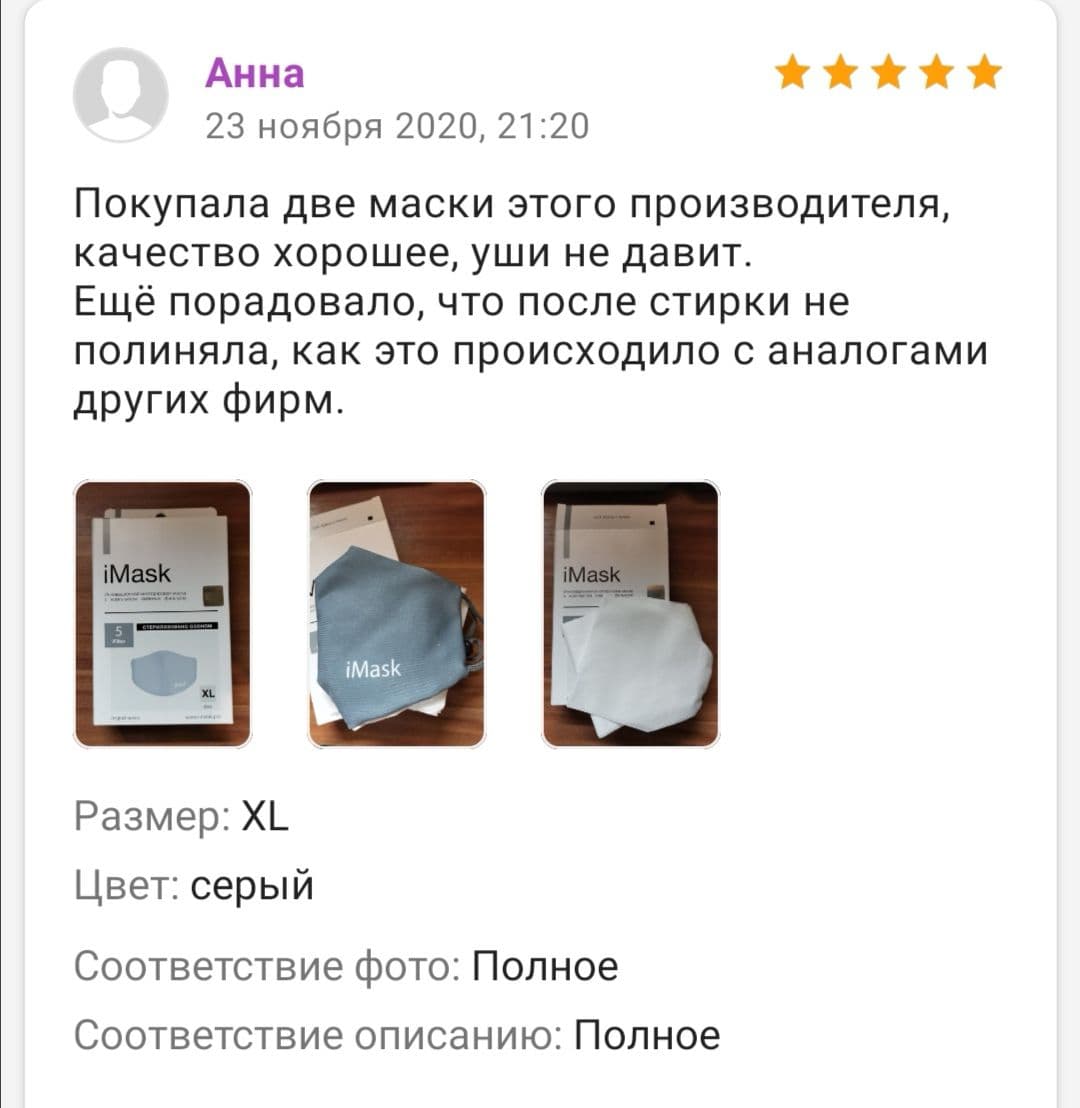 Анна
23 ноября 2020, 21:20
Покупала две маски этого производителя,
качество хорошее, уши не давит.
Ещё порадовало, что после стирки не
полиняла, как это происходило с аналогами
других фирм.
iMask
5
СТЕРИЛИЗОВАНО ОЗОНОМ
XL
iMask
iMask
Размер: XL
Цвет: серый
Соответствие фото: Полное
Соответствие описанию: Полное